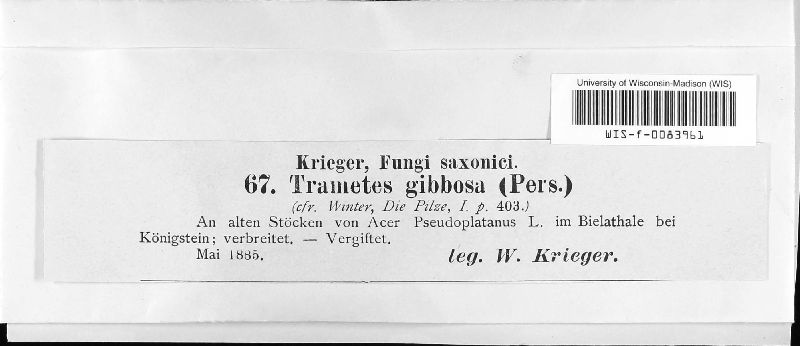 University of Wisconsin-Madison (WIS)
WIS-f-0083961
Krieger, Fungi saxonici.
67. Trametes gibbosa (Pers.)
(cfr. Winter, Die Pilze, I p. 403.)
An alten Stöcken von Acer Pseudoplatanus L. im Bielathale bei
Königstein; verbreitet. — Vergiftet.
Mai 1885. leg. W. Krieger.